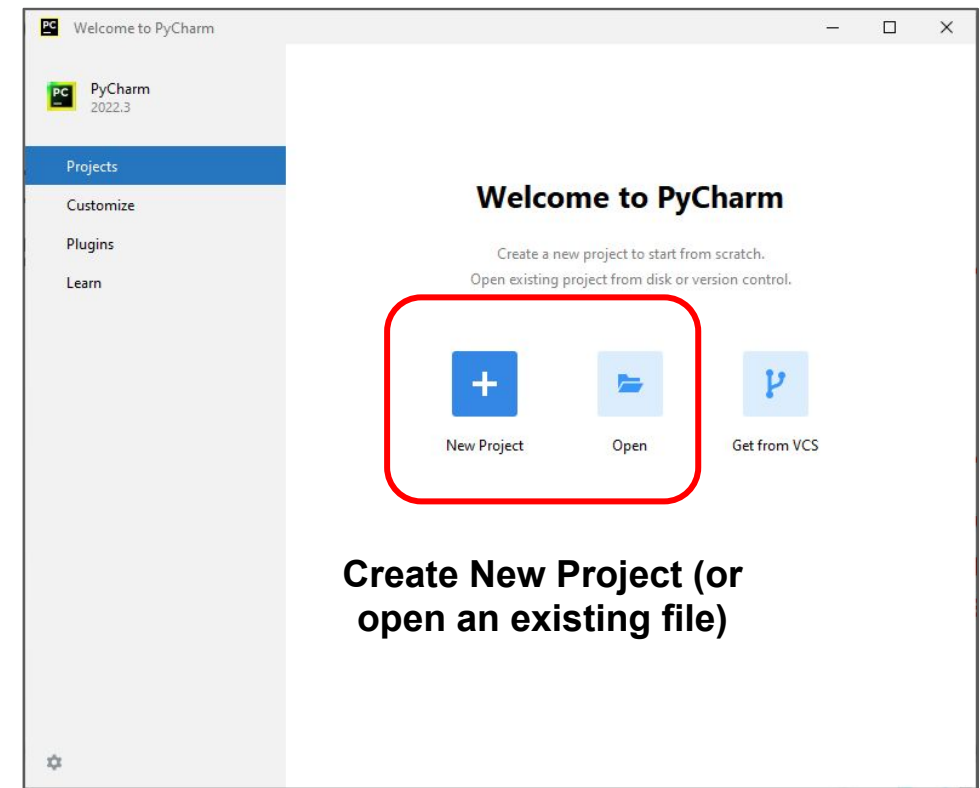 PC Welcome to PyCharm
PC PyCharm
2022.3
Projects
Customize
Plugins
Learn
Welcome to PyCharm
Create a new project to start from scratch.
Open existing project from disk or version control.
New Project Open Get from VCS
Create New Project (or
open an existing file)